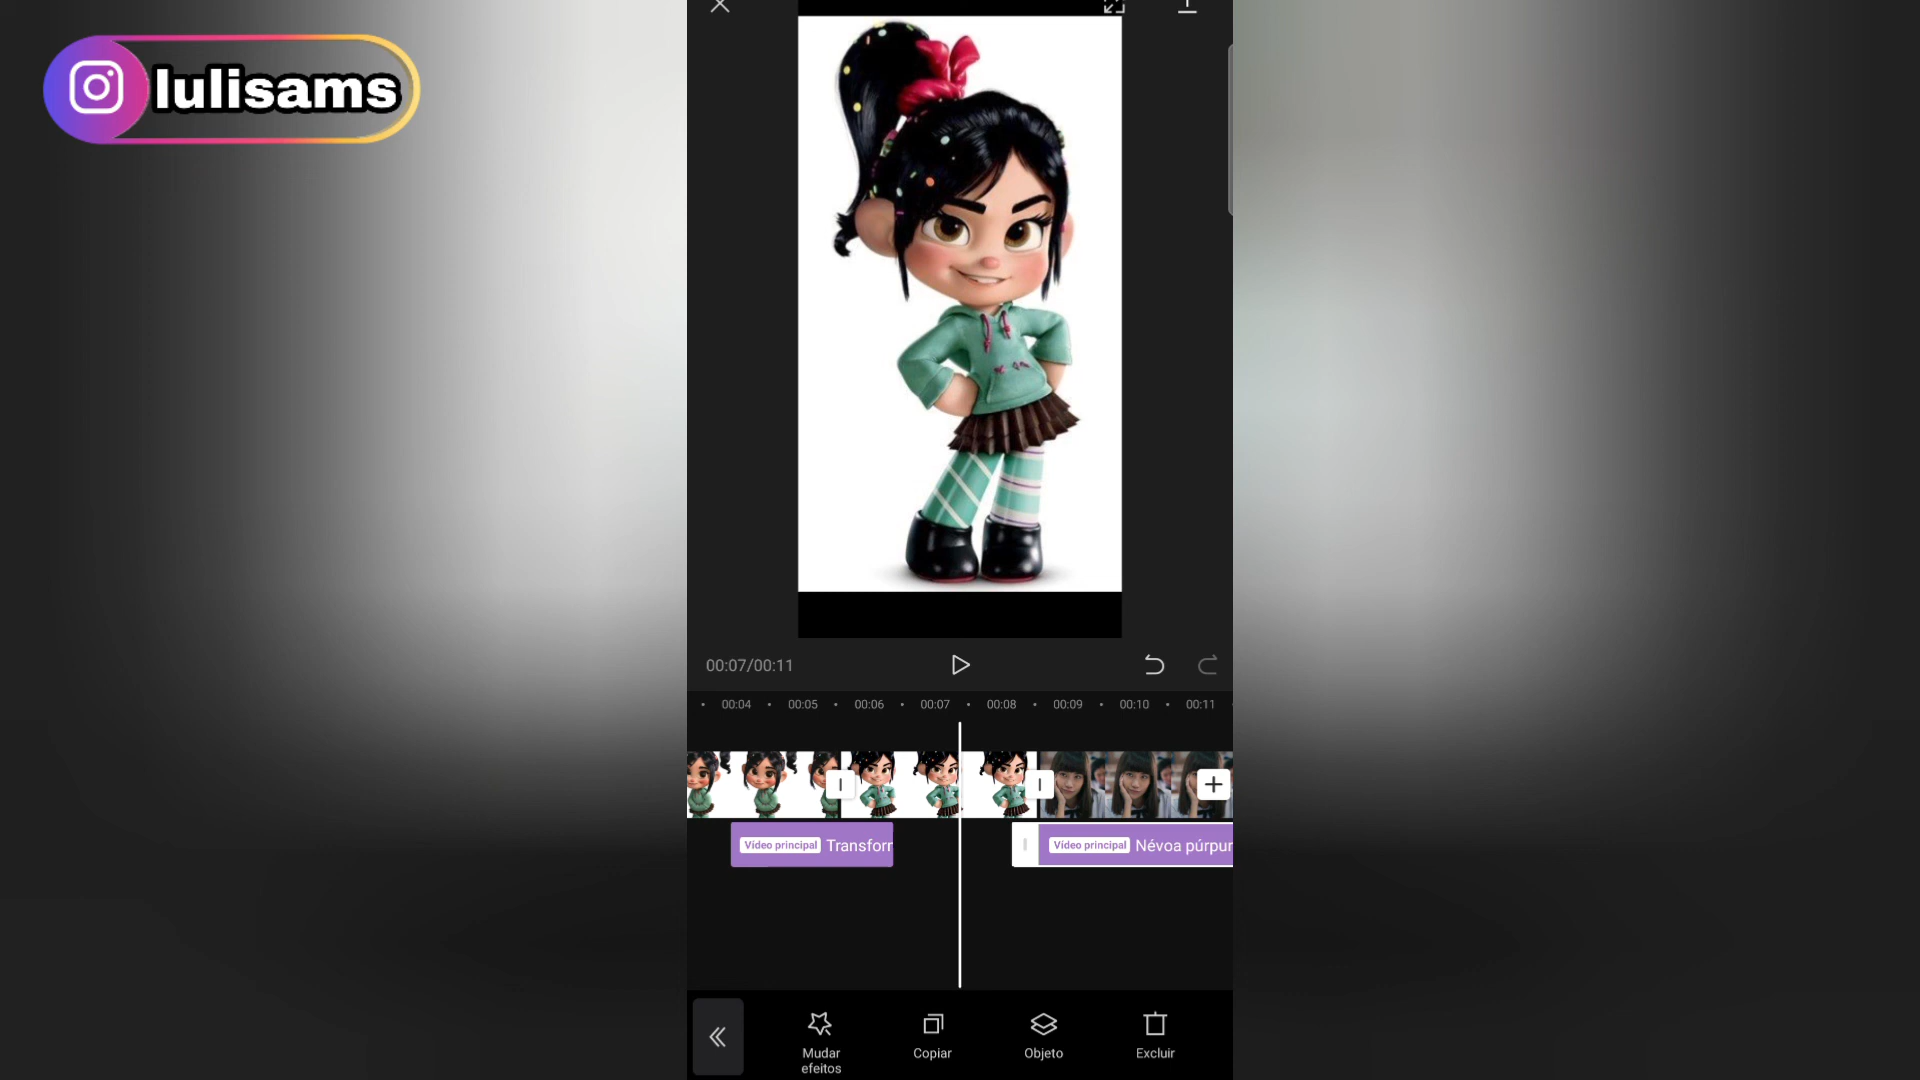 lulisams
00:07/00:11
00:04 00:05 00:06 00:07 00:08 00:09 00:10 00:11
Vídeo principal Transforr
Vídeo principal Névoa púrpur
Mudar efeitos
Copiar
Objeto
Excluir